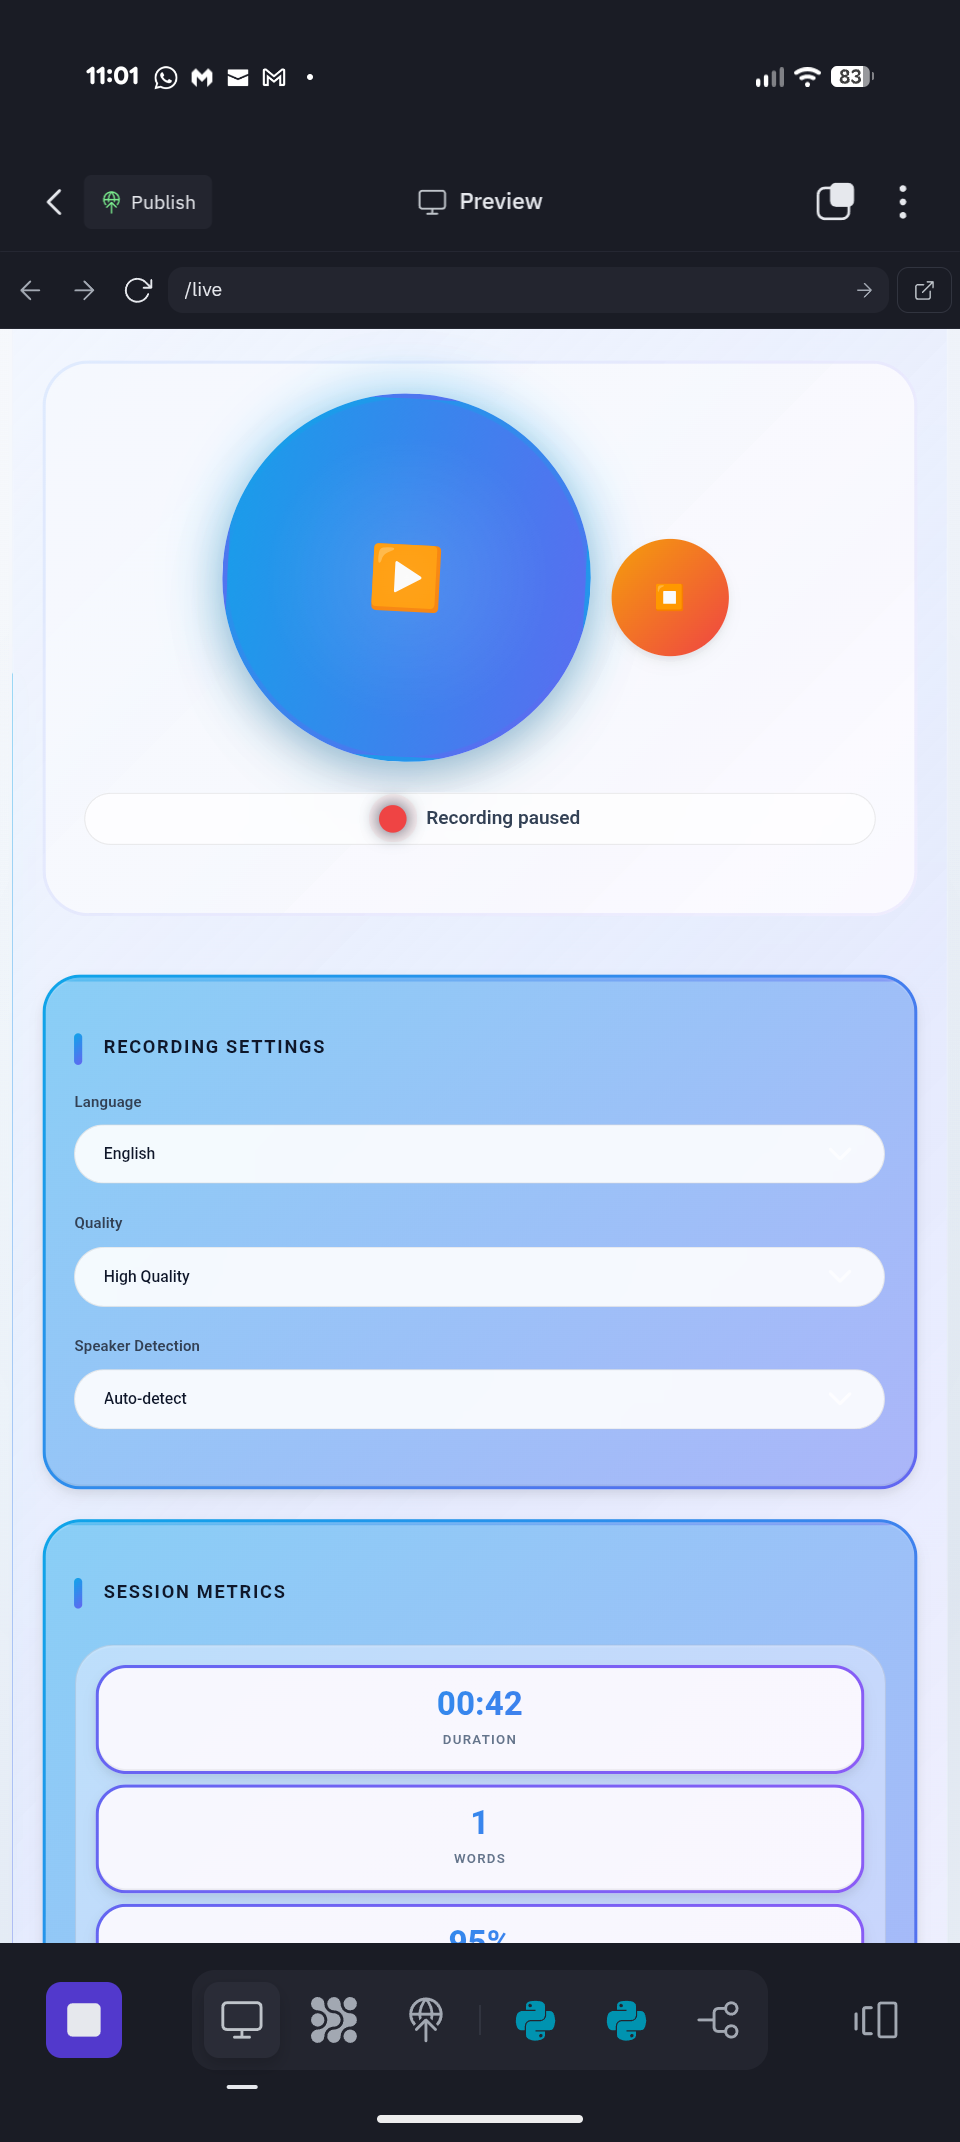 11:01
83
Publish
Preview
/live
Recording paused
RECORDING SETTINGS
Language
English
Quality
High Quality
Speaker Detection
Auto-detect
SESSION METRICS
00:42
DURATION
1
WORDS
95%